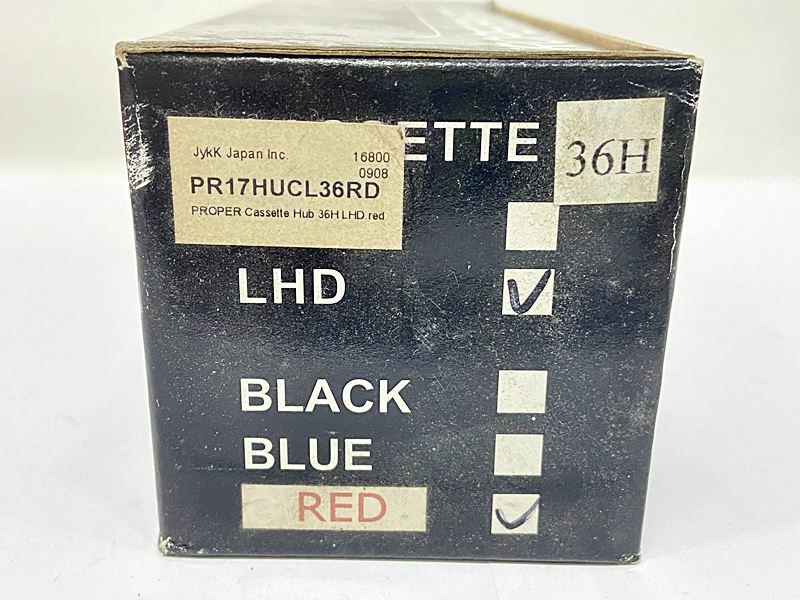 ETTE
36H
JykK Japan Inc. 16800
0908
PR17HUCL36RD
PROPER Cassette Hub 36H LHD red
LHD
BLACK
BLUE
RED